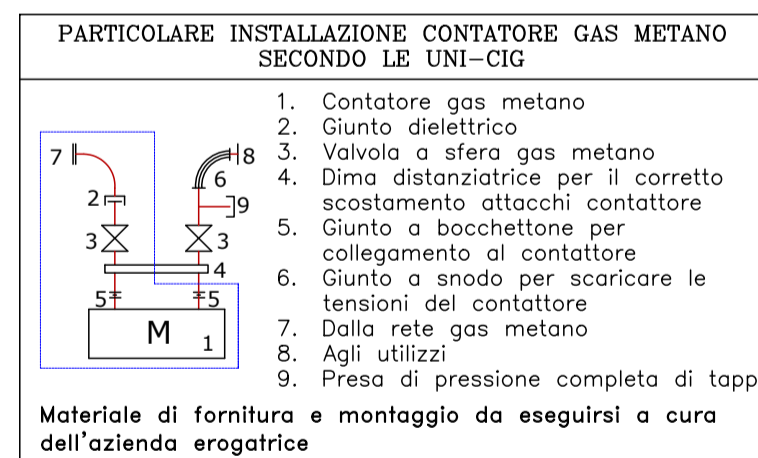 PARTICOLARE INSTALLAZIONE CONTATORE GAS METANO
SECONDO LE UNI-CIG
7
8
6
2
9
3
3
4
5
5
M
1
1. Contatore gas metano
2. Giunto dielettrico
3. Valvola a sfera gas metano
4. Dima distanziatrice per il corretto
scostamento attacchi contattore
5. Giunto a bocchettone per
collegamento al contattore
6. Giunto a snodo per scaricare le
tensioni del contattore
7. Dalla rete gas metano
8. Agli utilizzi
9. Presa di pressione completa di tapp
Materiale di fornitura e montaggio da eseguirsi a cura
dell'azienda erogatrice